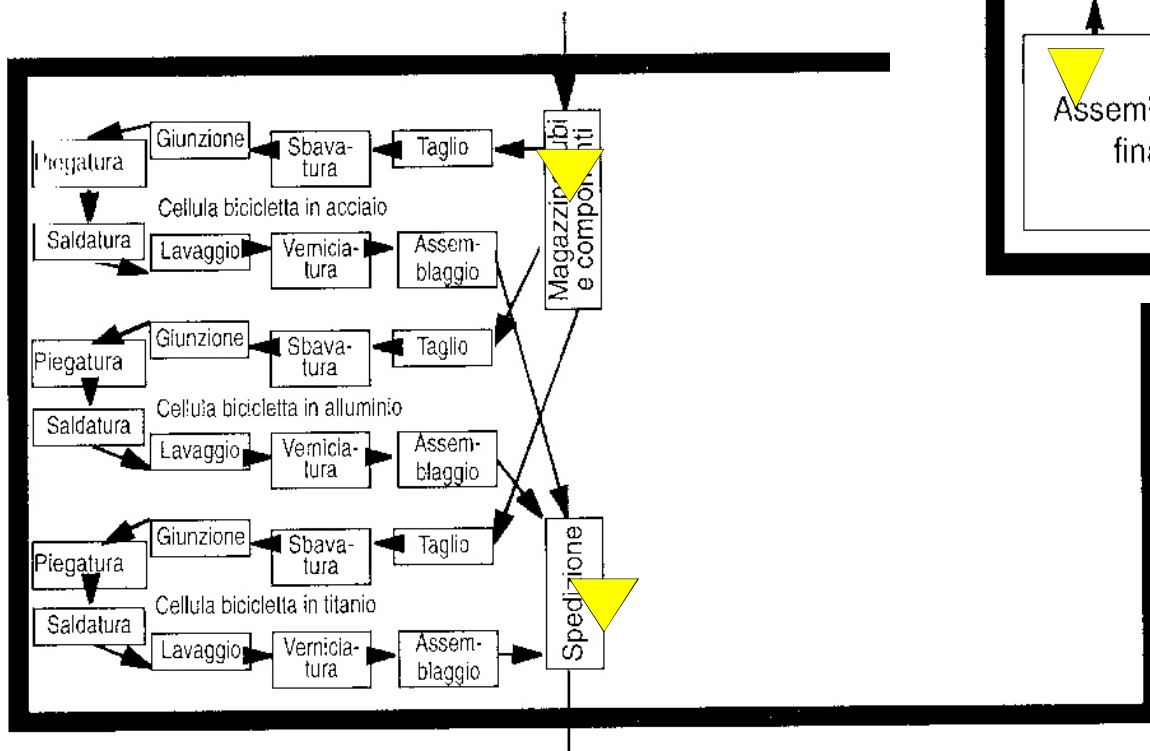 Giunzione
Piegatura
Sbava-
tura
Taglio
Cellula bicicletta in acciaio
Saldatura
Lavaggio
Vernicia-
tura
Assem-
blaggio
e componenti
Giunzione
Piegatura
Sbava-
tura
Taglio
Cellula bicicletta in alluminio
Saldatura
Lavaggio
Vernicia-
tura
Assem-
blaggio
Giunzione
Piegatura
Sbava-
tura
Taglio
Cellula bicicletta in titanio
Saldatura
Lavaggio
Vernicia-
tura
Assem-
blaggio
Spedizione
Assem
fina